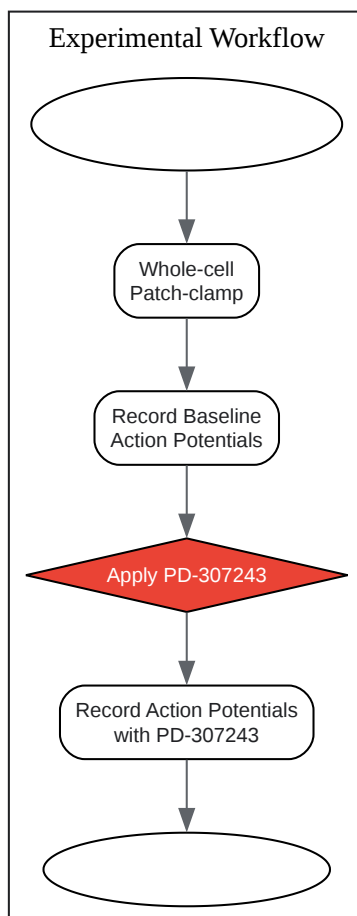 Experimental Workflow
Whole-cell
Patch-clamp
Record Baseline
Action Potentials
Apply PD-307243
Record Action Potentials
with PD-307243